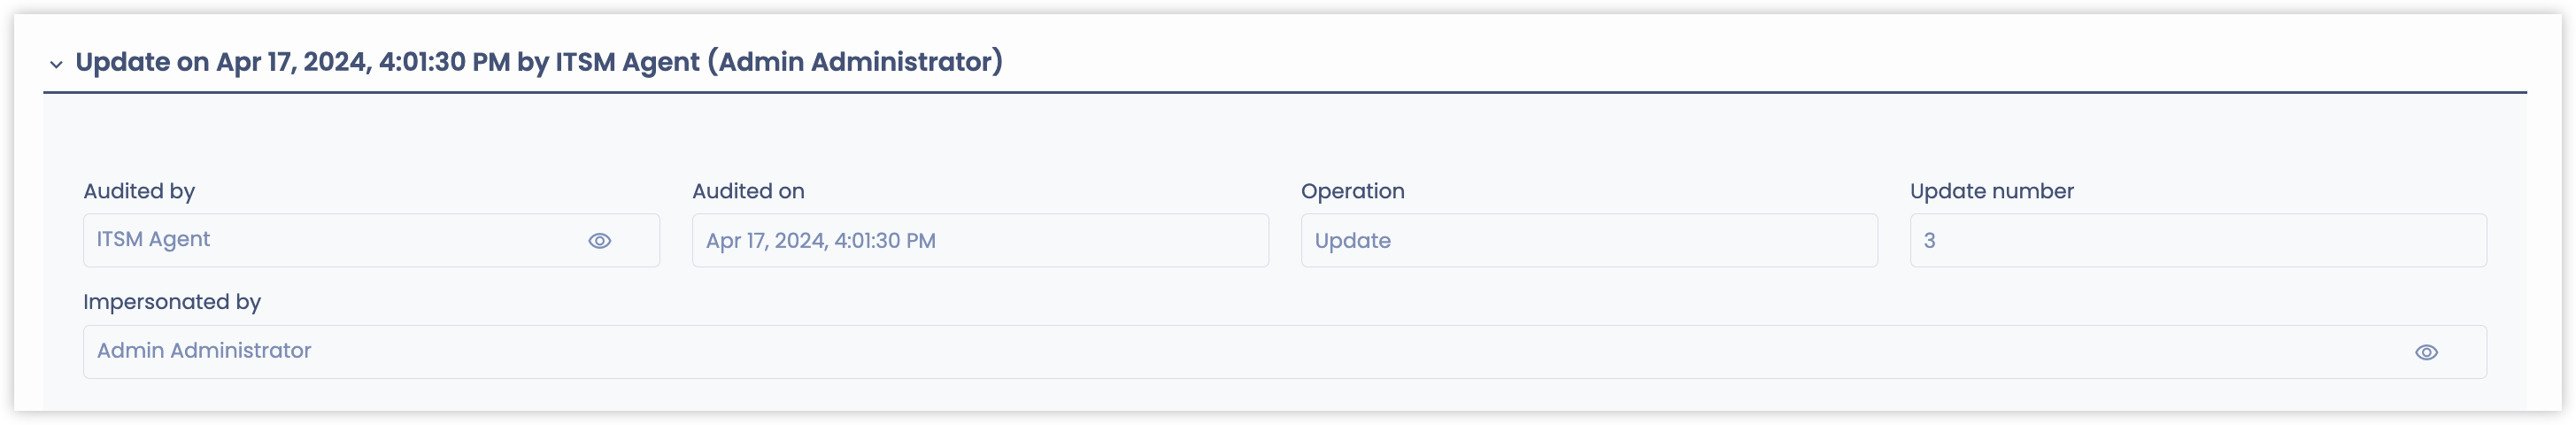 Update on Apr 17, 2024, 4:01:30 PM by ITSM Agent (Admin Administrator)
Audited by
ITSM Agent
Audited on
Apr 17, 2024, 4:01:30 PM
Operation
Update
Update number
3
Impersonated by
Admin Administrator